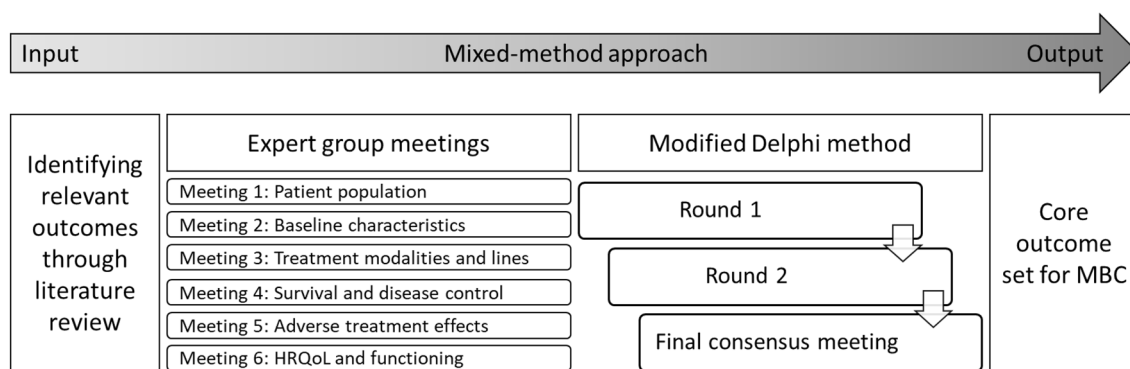 Input
Mixed-method approach
Output
Identifying
relevant
outcomes
through
literature
review
Expert group meetings
Meeting 1: Patient population
Meeting 2: Baseline characteristics
Meeting 3: Treatment modalities and lines
Meeting 4: Survival and disease control
Meeting 5: Adverse treatment effects
Meeting 6: HRQoL and functioning
Modified Delphi method
Round 1
Round 2
Final consensus meeting
Core
outcome
set for MBC